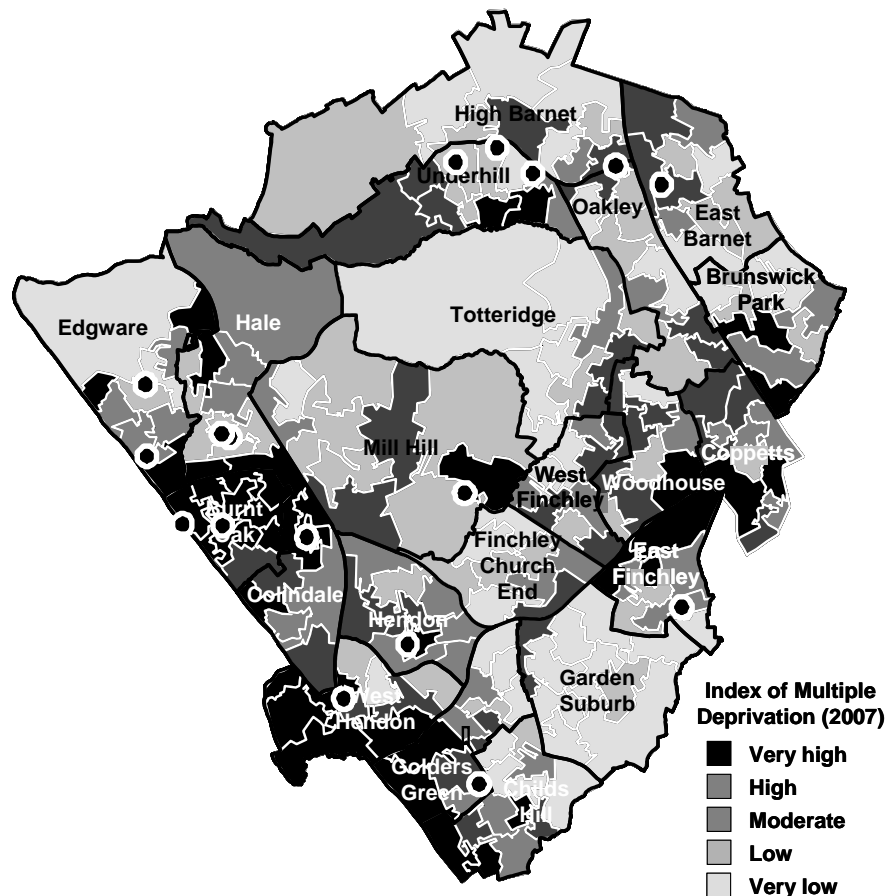 High Barnet
Underhill
Oakley
East
Barnet
Brunswick
Park
Edgware
Hale
Totteridge
Mill Hill
Coppetts
West
Finchley
Woodhouse
Burnt
Oak
Finchley
Church
End
East
Finchley
Colindale
Hendon
Garden
Suburb
West
Hendon
Golders
Green
Childs
Hill
Index of Multiple
Deprivation (2007)
Very high
High
Moderate
Low
Very low